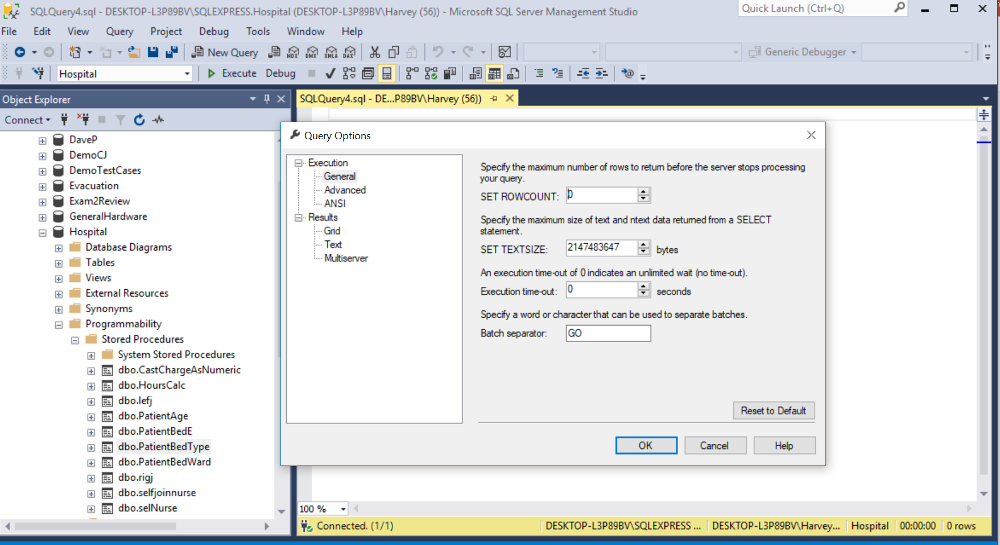 SQLQuery4.sql - DESKTOP-L3P89BV\SQLEXPRESS.Hospital (DESKTOP-L3P89BV\Harvey (56)) - Microsoft SQL Server Management Studio
Quick Launch (Ctrl+Q)
File Edit View Query Project Debug Tools Window Help
New Query MDX DMX XMLA DAX Generic Debugger
Hospital Execute Debug
Object Explorer
SQLQuery4.sql - DE...P89BV\Harvey (56))
Connect
DaveP
DemoCJ
DemoTestCases
Evacuation
Exam2Review
GeneralHardware
Hospital
Database Diagrams
Tables
Views
External Resources
Synonyms
Programmability
Stored Procedures
System Stored Procedures
dbo.CastChargeAsNumeric
dbo.HoursCalc
dbo.lefj
dbo.PatientAge
dbo.PatientBedE
dbo.PatientBedType
dbo.PatientBedWard
dbo.rigj
dbo.selfjoinnurse
dbo.selNurse
Query Options
Execution
General
Advanced
ANSI
Results
Grid
Text
Multiserver
Specify the maximum number of rows to return before the server stops processing
your query.
SET ROWCOUNT: 0
Specify the maximum size of text and ntext data returned from a SELECT
statement.
SET TEXTSIZE: 2147483647 bytes
An execution time-out of 0 indicates an unlimited wait (no time-out).
Execution time-out: 0 seconds
Specify a word or character that can be used to separate batches.
Batch separator: GO
Reset to Default
OK Cancel Help
100 %
Connected. (1/1) DESKTOP-L3P89BV\SQLEXPRESS ... DESKTOP-L3P89BV\Harvey... Hospital 00:00:00 0 rows